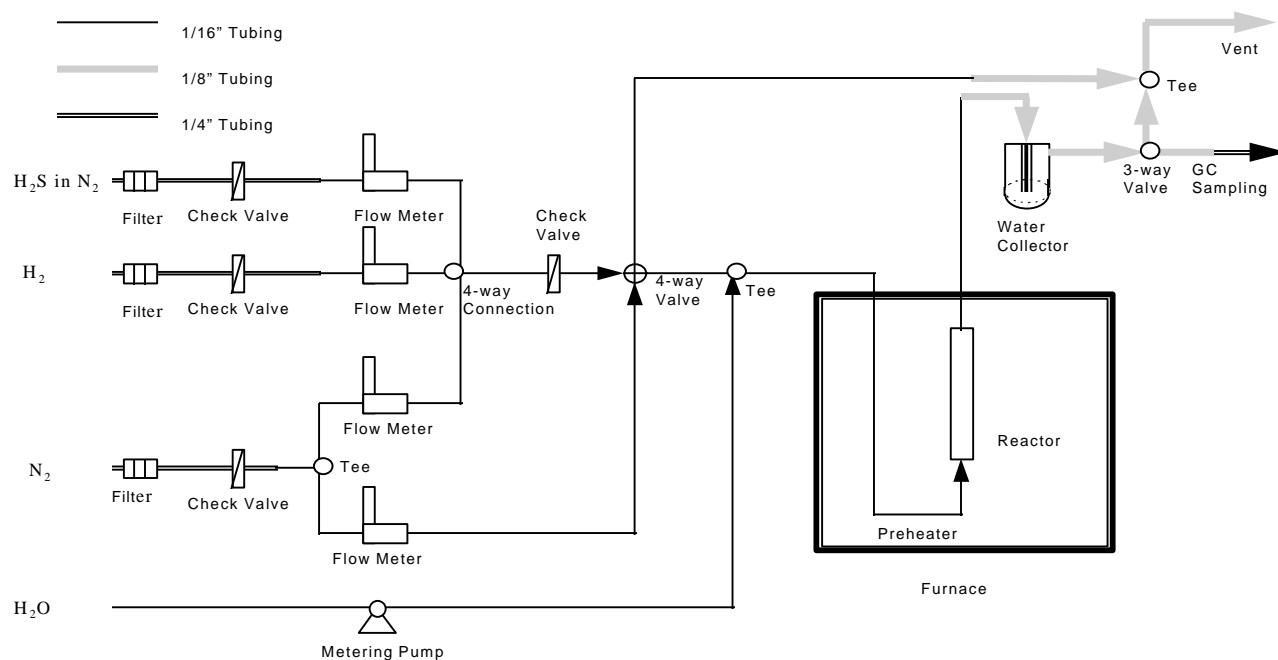 1/16” Tubing
1/8” Tubing
1/4” Tubing
Vent
Tee
3-way
Valve
GC
Sampling
Water
Collector
H₂S in N₂
Filter
Check Valve
Flow Meter
Check
Valve
H₂
Filter
Check Valve
Flow Meter
4-way
Connection
4-way
Valve
Tee
Flow Meter
N₂
Filter
Check Valve
Tee
Flow Meter
Reactor
Preheater
Furnace
H₂O
Metering Pump